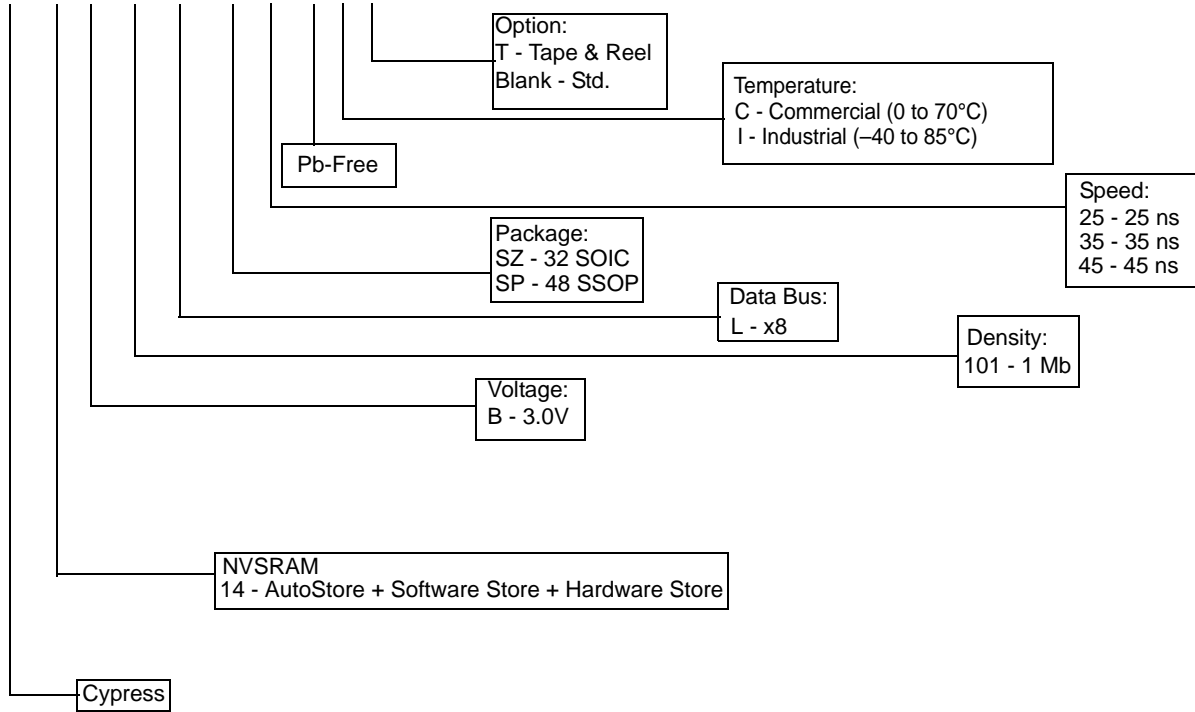 Option:
T - Tape & Reel
Blank - Std.
Temperature:
C - Commercial (0 to 70°C)
I - Industrial (–40 to 85°C)
Pb-Free
Speed:
25 - 25 ns
35 - 35 ns
45 - 45 ns
Package:
SZ - 32 SOIC
SP - 48 SSOP
Data Bus:
L - x8
Density:
101 - 1 Mb
Voltage:
B - 3.0V
NVSRAM
14 - AutoStore + Software Store + Hardware Store
Cypress